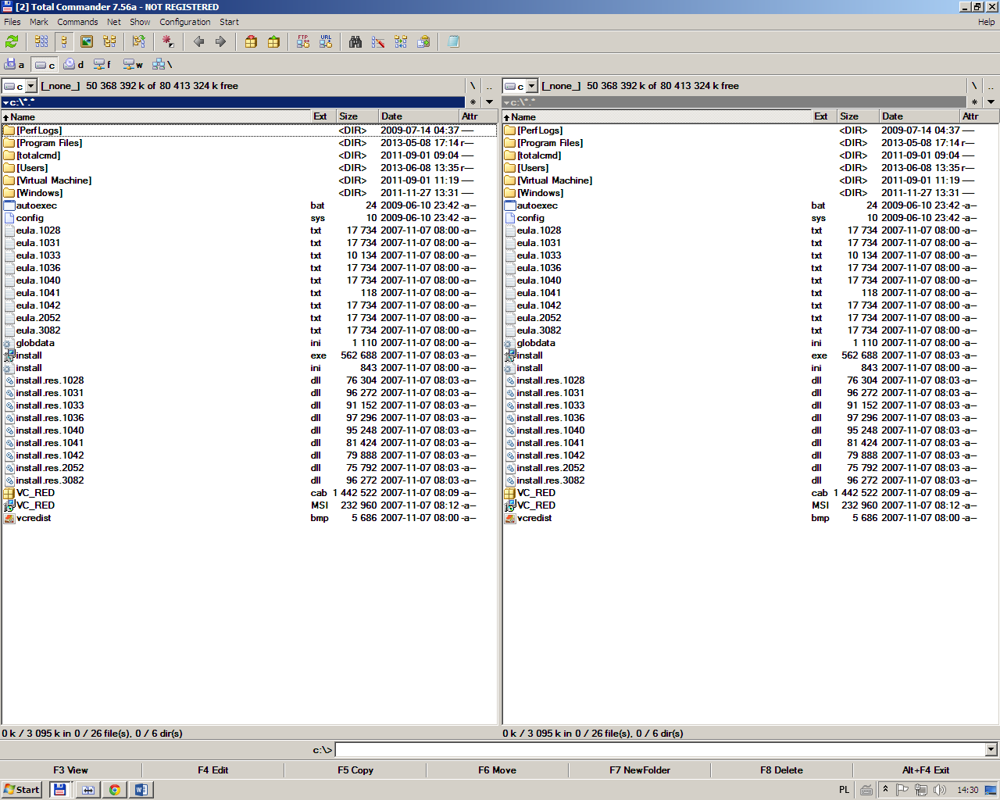 [2] Total Commander 7.56a - NOT REGISTERED
Files Mark Commands Net Show Configuration Start Help
FTP URL
a c d f w \
c [_none_] 50 368 392 k of 80 413 324 k free \ .. c [_none_] 50 368 392 k of 80 413 324 k free \ ..
c:\*.* * c:\*.* *
Name Ext Size Date Attr Name Ext Size Date Attr
[PerfLogs] <DIR> 2009-07-14 04:37 ---- [PerfLogs] <DIR> 2009-07-14 04:37 ----
[Program Files] <DIR> 2013-05-08 17:14 r--- [Program Files] <DIR> 2013-05-08 17:14 r---
[totalcmd] <DIR> 2011-09-01 09:04 ---- [totalcmd] <DIR> 2011-09-01 09:04 ----
[Users] <DIR> 2013-06-08 13:35 r--- [Users] <DIR> 2013-06-08 13:35 r---
[Virtual Machine] <DIR> 2011-09-01 11:19 ---- [Virtual Machine] <DIR> 2011-09-01 11:19 ----
[Windows] <DIR> 2011-11-27 13:31 ---- [Windows] <DIR> 2011-11-27 13:31 ----
autoexec bat 24 2009-06-10 23:42 -a-- autoexec bat 24 2009-06-10 23:42 -a--
config sys 10 2009-06-10 23:42 -a-- config sys 10 2009-06-10 23:42 -a--
eula.1028 txt 17 734 2007-11-07 08:00 -a-- eula.1028 txt 17 734 2007-11-07 08:00 -a--
eula.1031 txt 17 734 2007-11-07 08:00 -a-- eula.1031 txt 17 734 2007-11-07 08:00 -a--
eula.1033 txt 10 134 2007-11-07 08:00 -a-- eula.1033 txt 10 134 2007-11-07 08:00 -a--
eula.1036 txt 17 734 2007-11-07 08:00 -a-- eula.1036 txt 17 734 2007-11-07 08:00 -a--
eula.1040 txt 17 734 2007-11-07 08:00 -a-- eula.1040 txt 17 734 2007-11-07 08:00 -a--
eula.1041 txt 118 2007-11-07 08:00 -a-- eula.1041 txt 118 2007-11-07 08:00 -a--
eula.1042 txt 17 734 2007-11-07 08:00 -a-- eula.1042 txt 17 734 2007-11-07 08:00 -a--
eula.2052 txt 17 734 2007-11-07 08:00 -a-- eula.2052 txt 17 734 2007-11-07 08:00 -a--
eula.3082 txt 17 734 2007-11-07 08:00 -a-- eula.3082 txt 17 734 2007-11-07 08:00 -a--
globdata ini 1 110 2007-11-07 08:00 -a-- globdata ini 1 110 2007-11-07 08:00 -a--
install exe 562 688 2007-11-07 08:03 -a-- install exe 562 688 2007-11-07 08:03 -a--
install ini 843 2007-11-07 08:00 -a-- install ini 843 2007-11-07 08:00 -a--
install.res.1028 dll 76 304 2007-11-07 08:03 -a-- install.res.1028 dll 76 304 2007-11-07 08:03 -a--
install.res.1031 dll 96 272 2007-11-07 08:03 -a-- install.res.1031 dll 96 272 2007-11-07 08:03 -a--
install.res.1033 dll 91 152 2007-11-07 08:03 -a-- install.res.1033 dll 91 152 2007-11-07 08:03 -a--
install.res.1036 dll 97 296 2007-11-07 08:03 -a-- install.res.1036 dll 97 296 2007-11-07 08:03 -a--
install.res.1040 dll 95 248 2007-11-07 08:03 -a-- install.res.1040 dll 95 248 2007-11-07 08:03 -a--
install.res.1041 dll 81 424 2007-11-07 08:03 -a-- install.res.1041 dll 81 424 2007-11-07 08:03 -a--
install.res.1042 dll 79 888 2007-11-07 08:03 -a-- install.res.1042 dll 79 888 2007-11-07 08:03 -a--
install.res.2052 dll 75 792 2007-11-07 08:03 -a-- install.res.2052 dll 75 792 2007-11-07 08:03 -a--
install.res.3082 dll 96 272 2007-11-07 08:03 -a-- install.res.3082 dll 96 272 2007-11-07 08:03 -a--
VC_RED cab 1 442 522 2007-11-07 08:09 -a-- VC_RED cab 1 442 522 2007-11-07 08:09 -a--
VC_RED MSI 232 960 2007-11-07 08:12 -a-- VC_RED MSI 232 960 2007-11-07 08:12 -a--
vcredist bmp 5 686 2007-11-07 08:00 -a-- vcredist bmp 5 686 2007-11-07 08:00 -a--
0 k / 3 095 k in 0 / 26 file(s), 0 / 6 dir(s) 0 k / 3 095 k in 0 / 26 file(s), 0 / 6 dir(s)
c:\>
F3 View F4 Edit F5 Copy F6 Move F7 NewFolder F8 Delete Alt+F4 Exit
Start PL 14:30